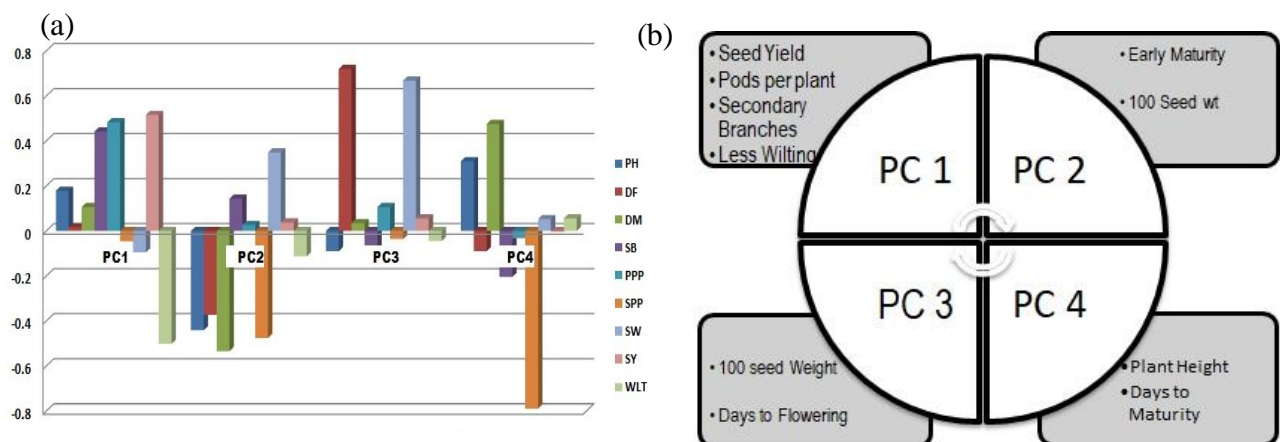 (a)
0.8
0.6
0.4
0.2
0
-0.2
-0.4
-0.6
-0.8
PC1
PC2
PC3
PC4
PH
DF
DM
SB
PPP
SPP
SW
SY
WLT
(b)
• Seed Yield
• Pods per plant
• Secondary
Branches
• Less Wilting
• Early Maturity
• 100 Seed wt
PC 1
PC 2
PC 3
PC 4
• 100 seed Weight
• Days to Flowering
• Plant Height
• Days to
Maturity